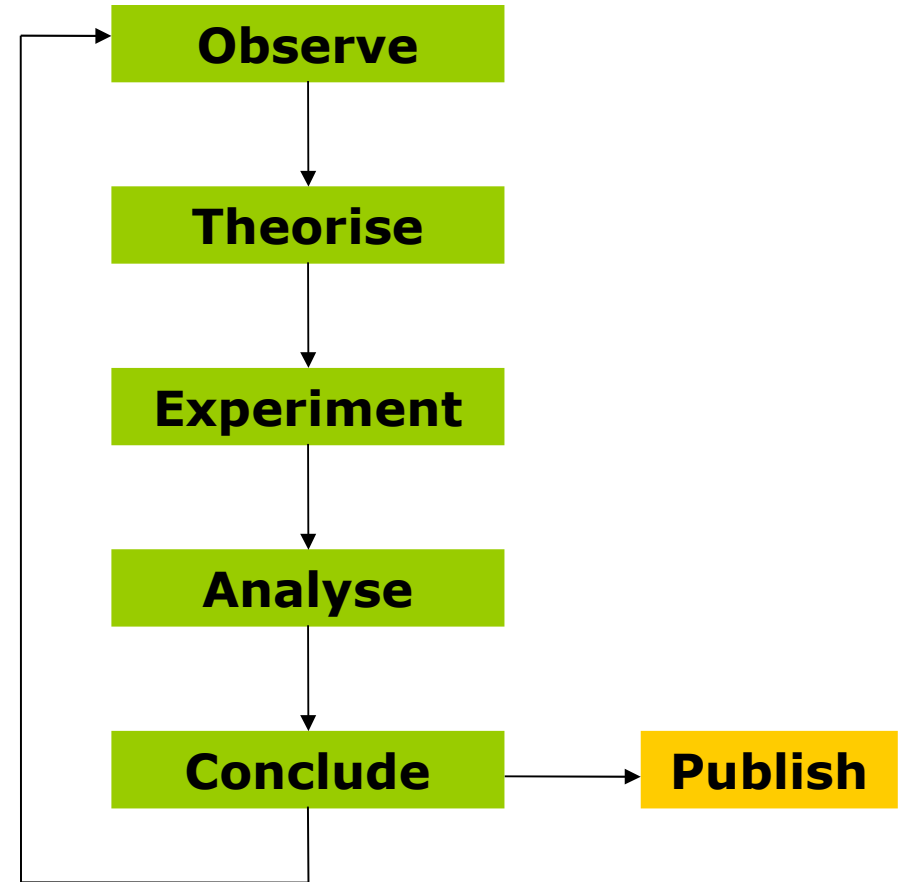 Observe
Theorise
Experiment
Analyse
Conclude
Publish